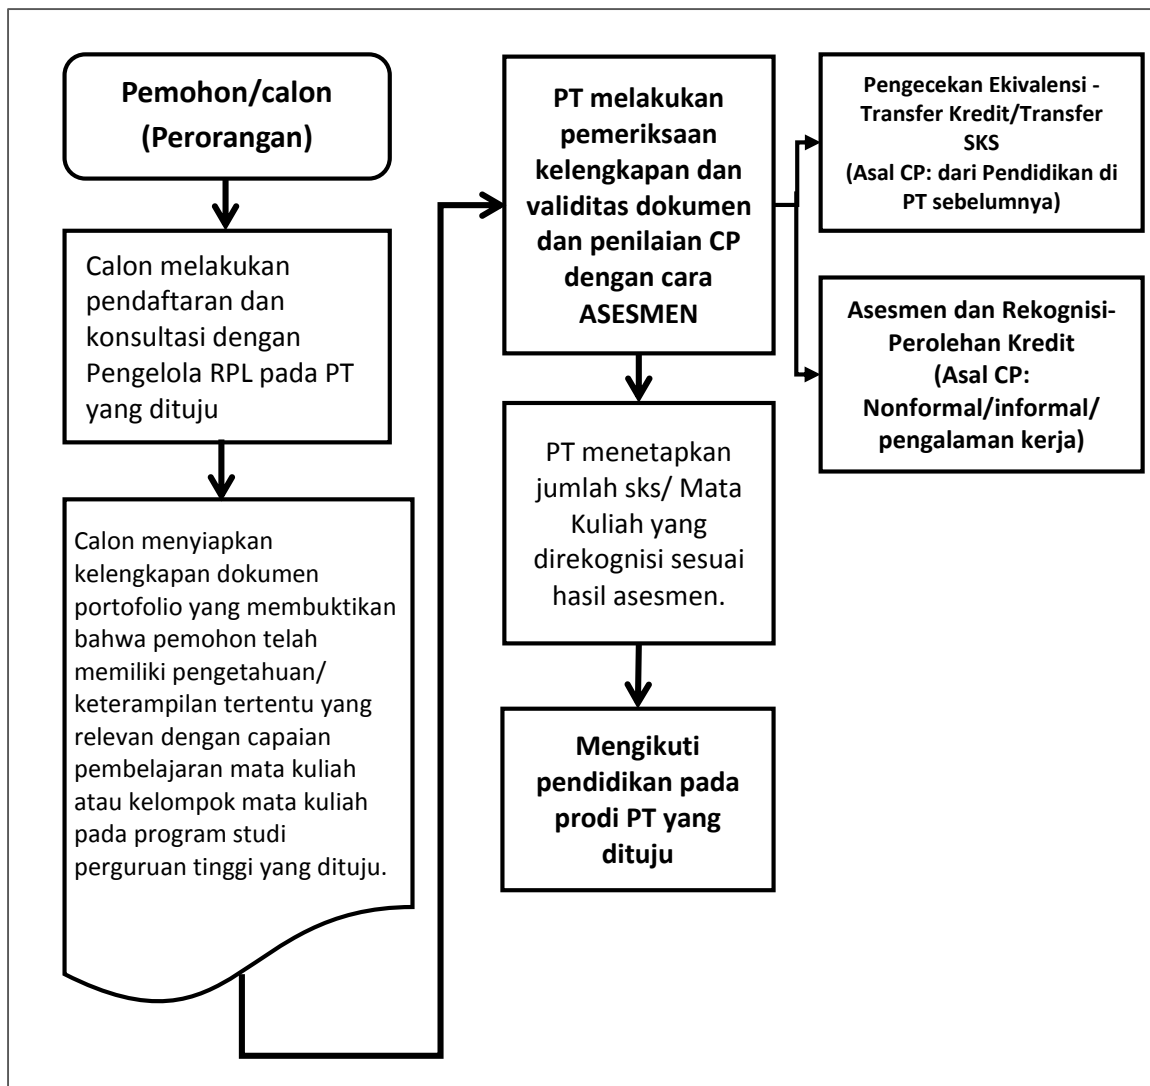 Pemohon/calon
(Perorangan)
Calon melakukan
pendaftaran dan
konsultasi dengan
Pengelola RPL pada PT
yang dituju
Calon menyiapkan
kelengkapan dokumen
portofolio yang membuktikan
bahwa pemohon telah
memiliki pengetahuan/
keterampilan tertentu yang
relevan dengan capaian
pembelajaran mata kuliah
atau kelompok mata kuliah
pada program studi
perguruan tinggi yang dituju.
PT melakukan
pemeriksaan
kelengkapan dan
validitas dokumen
dan penilaian CP
dengan cara
ASESMEN
Pengecekan Ekivalensi -
Transfer Kredit/Transfer
SKS
(Asal CP: dari Pendidikan di
PT sebelumnya)
Asesmen dan Rekognisi-
Perolehan Kredit
(Asal CP:
Nonformal/informal/
pengalaman kerja)
PT menetapkan
jumlah sks/ Mata
Kuliah yang
direkognisi sesuai
hasil asesmen.
Mengikuti
pendidikan pada
prodi PT yang
dituju